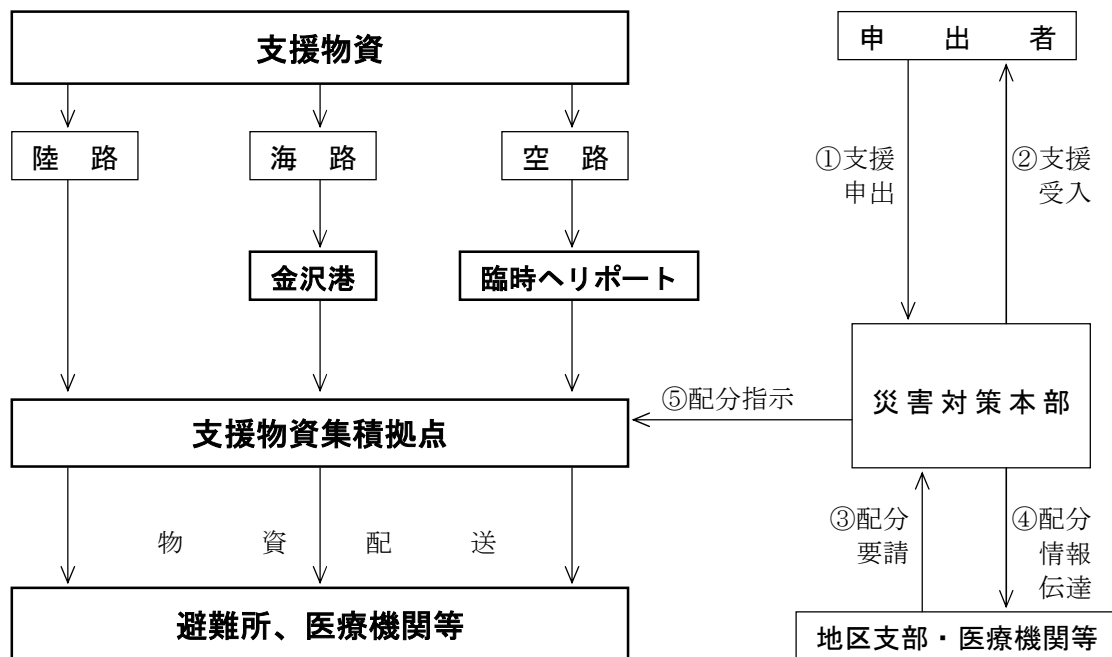 支援物資
申出者
陸路
海路
空路
①支援
申出
②支援
受入
金沢港
臨時ヘリポート
⑤配分指示
災害対策本部
支援物資集積拠点
物資配送
③配分
要請
④配分
情報
伝達
避難所、医療機関等
地区支部・医療機関等